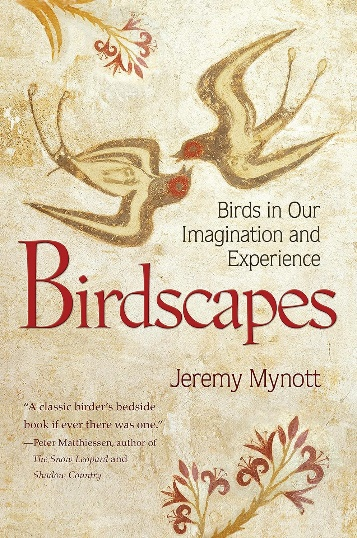 Birds in Our
Imagination and
Experience
Birdscapes
Jeremy Mynott
“A classic birder's bedside
book if ever there was one.”
—Peter Matthiessen, author of
The Snow Leopard and
Shadow Country